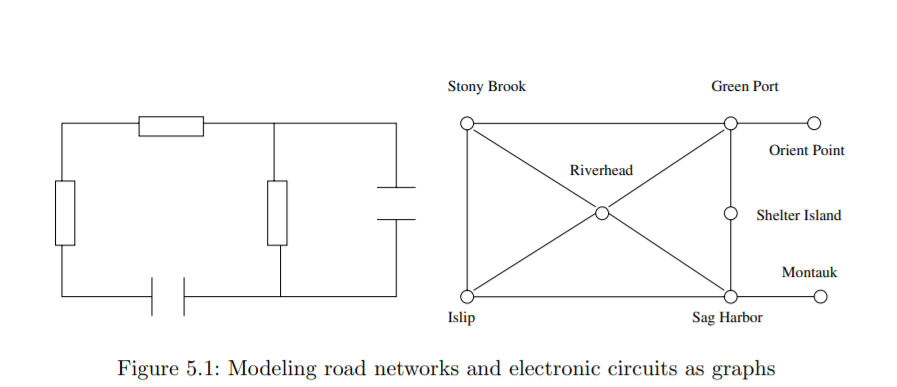 Stony Brook
Green Port
Orient Point
Riverhead
Shelter Island
Montauk
Islip
Sag Harbor
Figure 5.1: Modeling road networks and electronic circuits as graphs